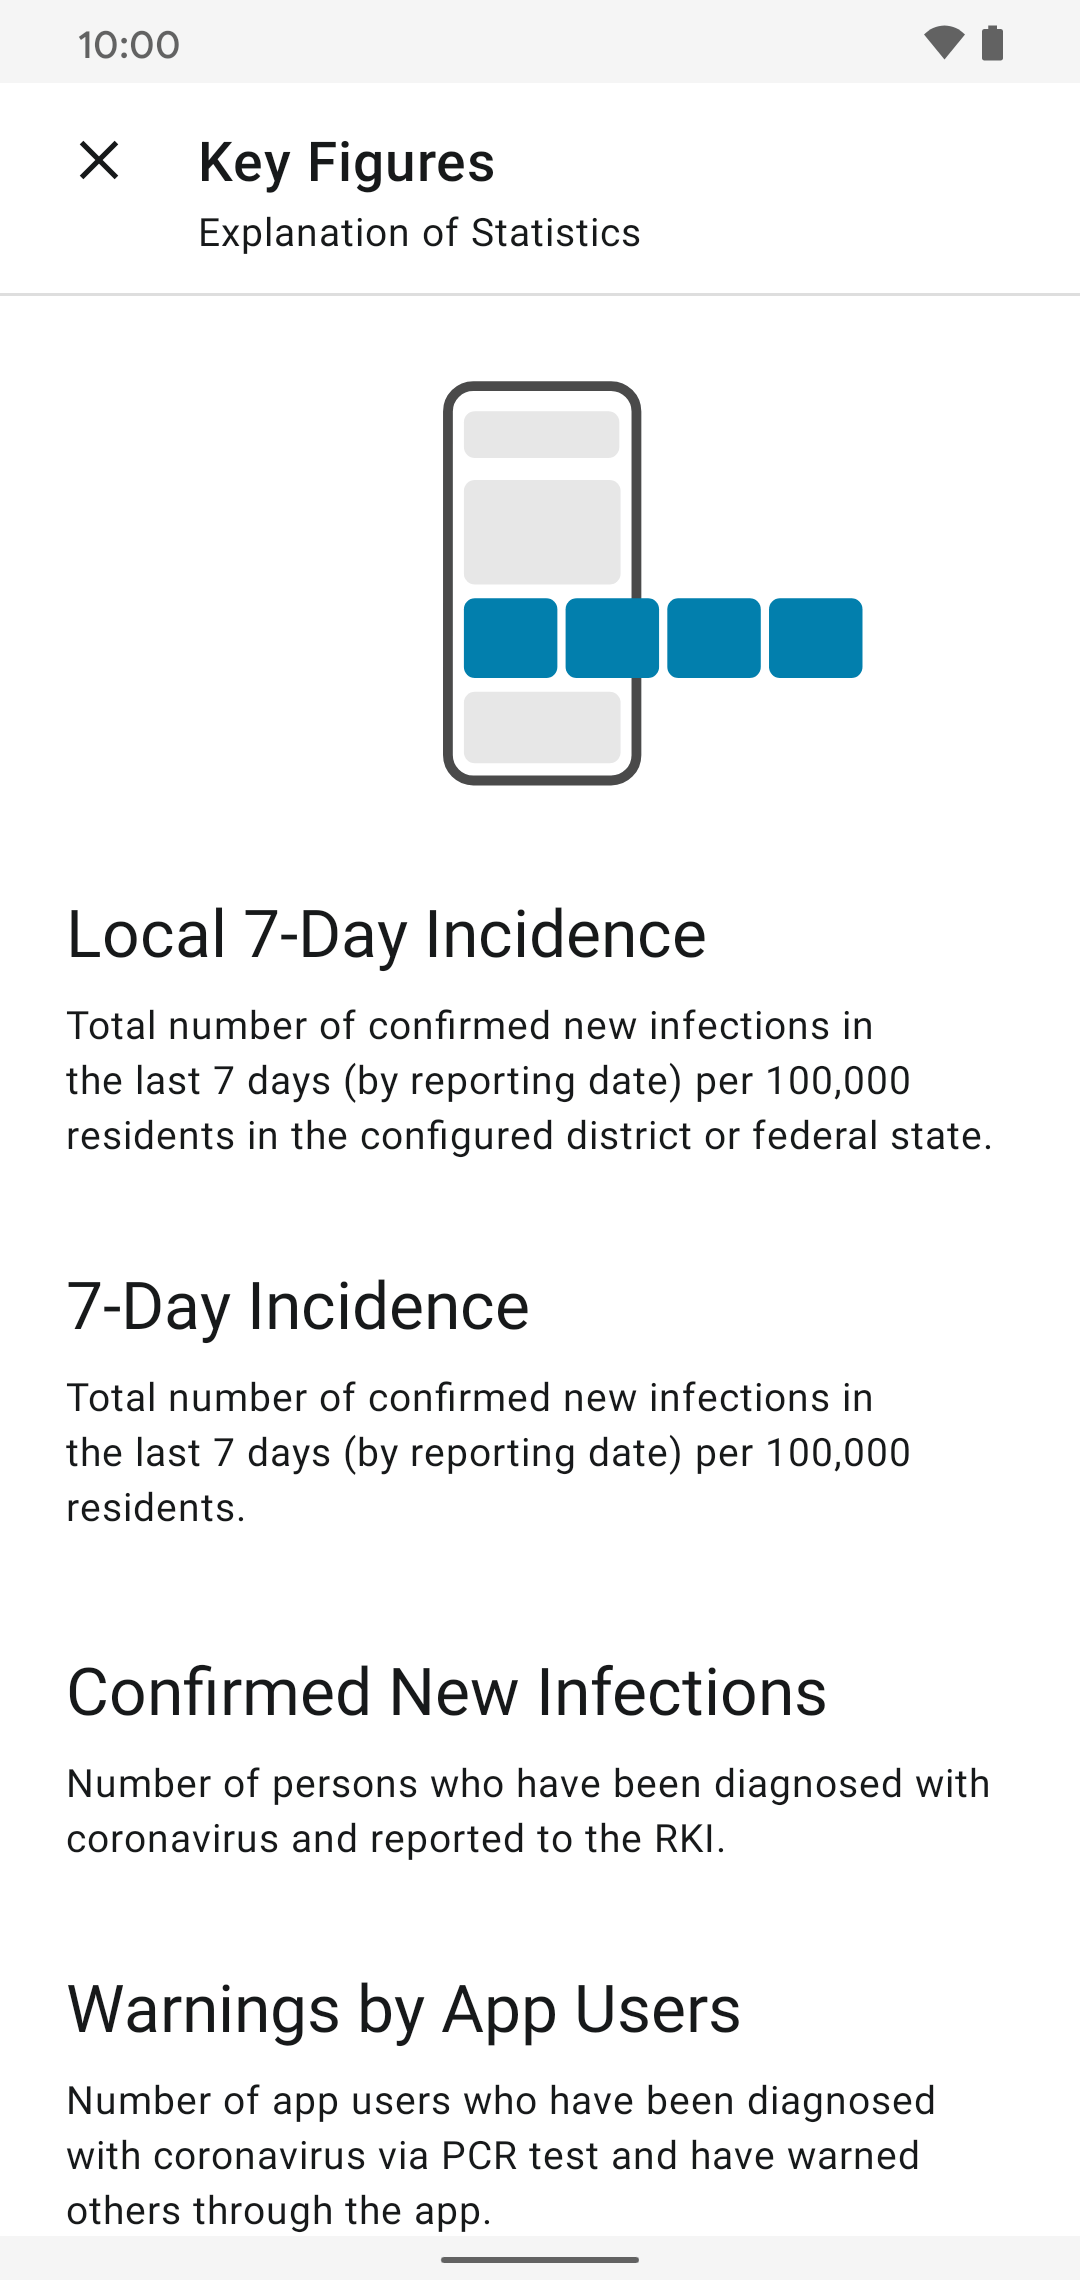 10:00
Key Figures
Explanation of Statistics
Local 7-Day Incidence
Total number of confirmed new infections in
the last 7 days (by reporting date) per 100,000
residents in the configured district or federal state.
7-Day Incidence
Total number of confirmed new infections in
the last 7 days (by reporting date) per 100,000
residents.
Confirmed New Infections
Number of persons who have been diagnosed with
coronavirus and reported to the RKI.
Warnings by App Users
Number of app users who have been diagnosed
with coronavirus via PCR test and have warned
others through the app.